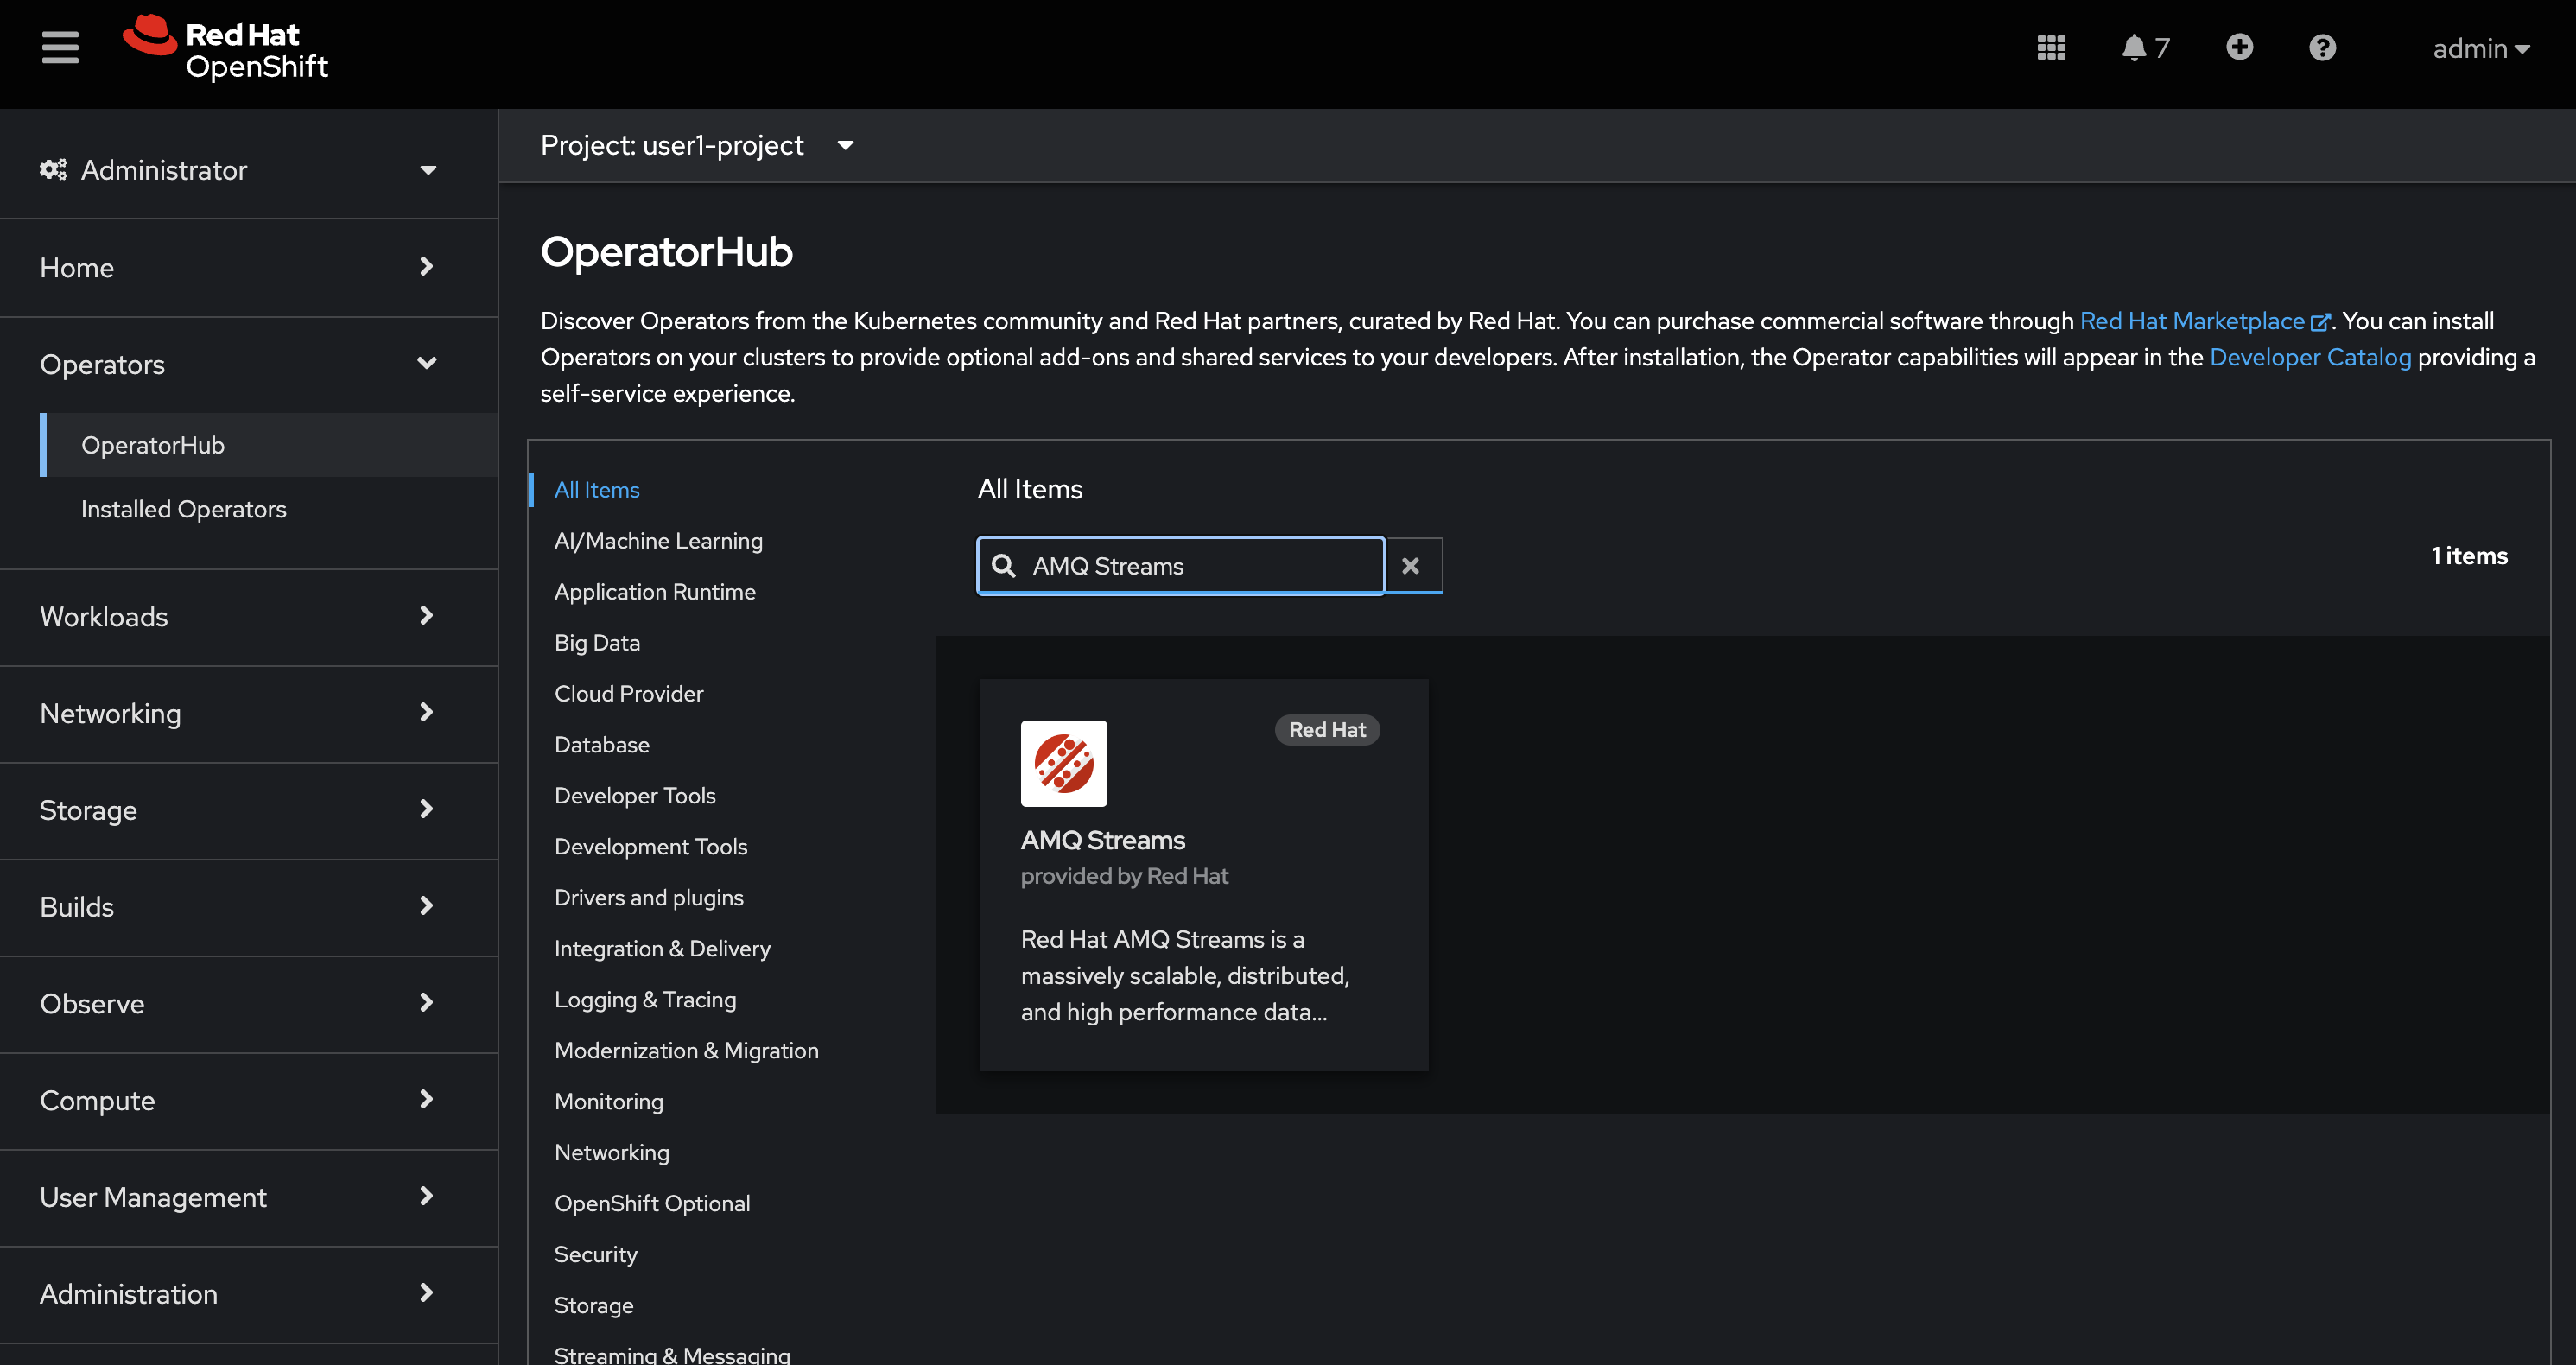 Red Hat
OpenShift
7
admin
Administrator
Home
Operators
OperatorHub
Installed Operators
Workloads
Networking
Storage
Builds
Observe
Compute
User Management
Administration
Project: user1-project
OperatorHub
Discover Operators from the Kubernetes community and Red Hat partners, curated by Red Hat. You can purchase commercial software through Red Hat Marketplace. You can install
Operators on your clusters to provide optional add-ons and shared services to your developers. After installation, the Operator capabilities will appear in the Developer Catalog providing a
self-service experience.
All Items
AI/Machine Learning
Application Runtime
Big Data
Cloud Provider
Database
Developer Tools
Development Tools
Drivers and plugins
Integration & Delivery
Logging & Tracing
Modernization & Migration
Monitoring
Networking
OpenShift Optional
Security
Storage
Streaming & Messaging
All Items
AMQ Streams
1 items
Red Hat
AMQ Streams
provided by Red Hat
Red Hat AMQ Streams is a
massively scalable, distributed,
and high performance data...